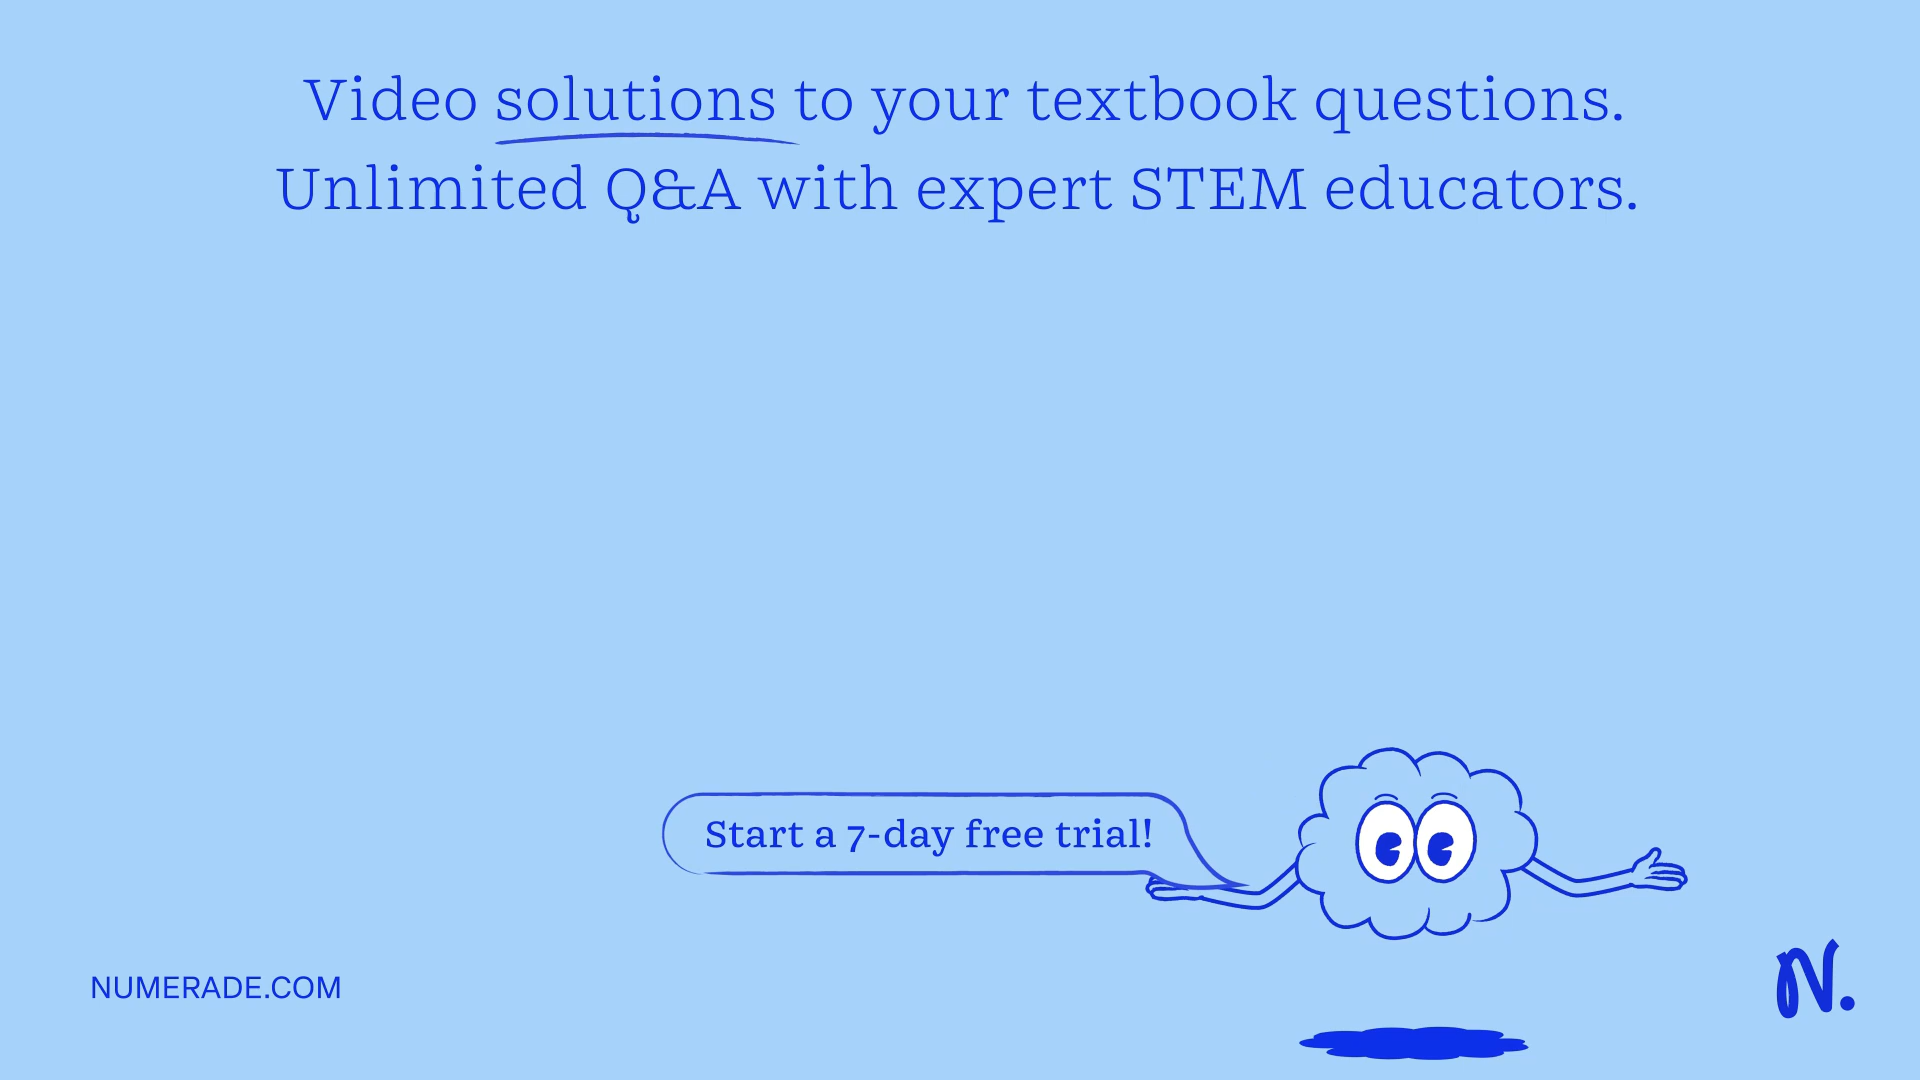 Video solutions to your textbook questions.
Unlimited Q&A with expert STEM educators.
Start a 7-day free trial!
NUMERADE.COM
N.